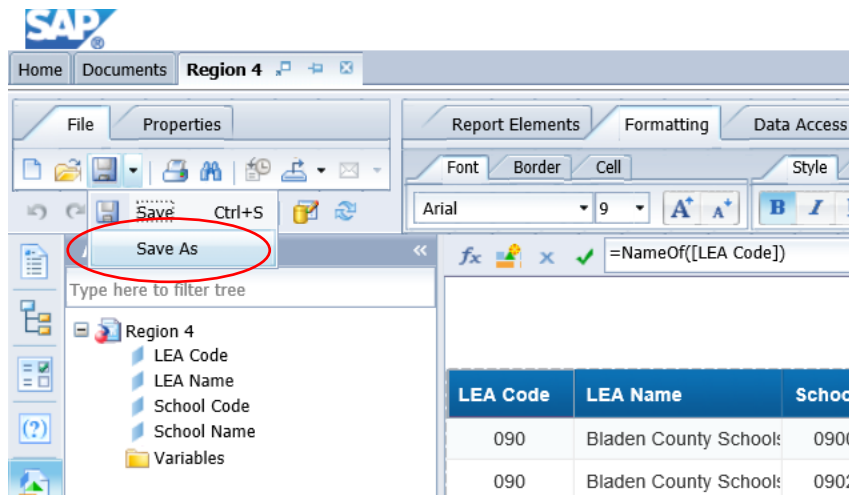 SAP®
Home Documents Region 4
File Properties
Report Elements Formatting Data Access
Font Border Cell Style
Arial 9 A A B I
Save Ctrl+S
Save As
fx =NameOf([LEA Code])
Type here to filter tree
Region 4
LEA Code
LEA Name
School Code
School Name
Variables
LEA Code LEA Name
090 Bladen County Schools
090 Bladen County Schools